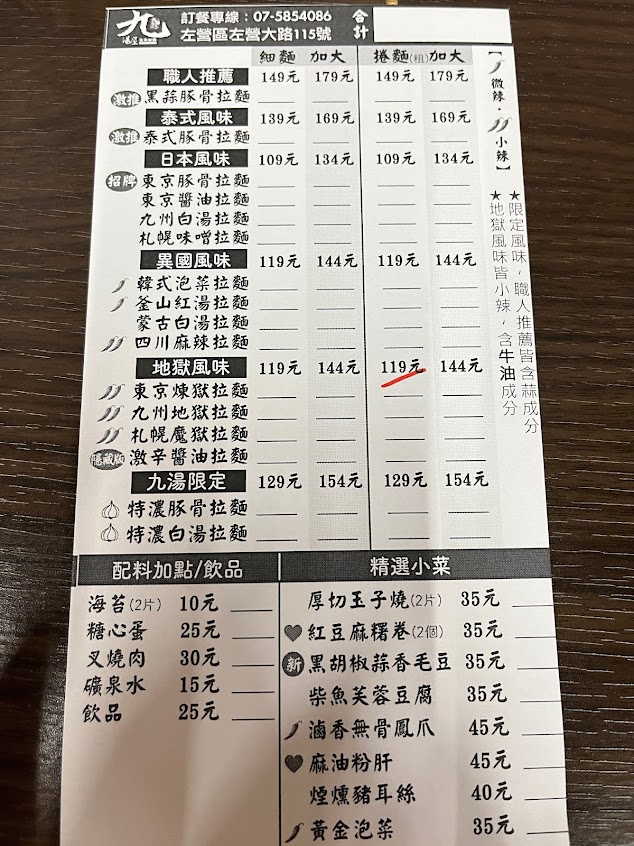 九
湯屋
訂餐專線：07-5854086
左營區左營大路115號
合計
細麵 加大 捲麵(粗) 加大
職人推薦 149元 179元 149元 179元
激推 黑蒜豚骨拉麵
泰式風味 139元 169元 139元 169元
激推 泰式豚骨拉麵
日本風味 109元 134元 109元 134元
招牌 東京豚骨拉麵
東京醬油拉麵
九州白湯拉麵
札幌味噌拉麵
異國風味 119元 144元 119元 144元
韓式泡菜拉麵
釜山紅湯拉麵
蒙古白湯拉麵
四川麻辣拉麵
地獄風味 119元 144元 119元 144元
東京煉獄拉麵
九州地獄拉麵
札幌魔獄拉麵
隱藏版 激辛醬油拉麵
九湯限定 129元 154元 129元 154元
特濃豚骨拉麵
特濃白湯拉麵
【微辣．小辣】
★限定風味，職人推薦皆含蒜成分
★地獄風味皆小辣，含牛油成分
配料加點/飲品
海苔(2片) 10元
糖心蛋 25元
叉燒肉 30元
礦泉水 15元
飲品 25元
精選小菜
厚切玉子燒(2片) 35元
紅豆麻糬卷(2個) 35元
新 黑胡椒蒜香毛豆 35元
柴魚芙蓉豆腐 35元
滷香無骨鳳爪 45元
麻油粉肝 45元
煙燻豬耳絲 40元
黃金泡菜 35元